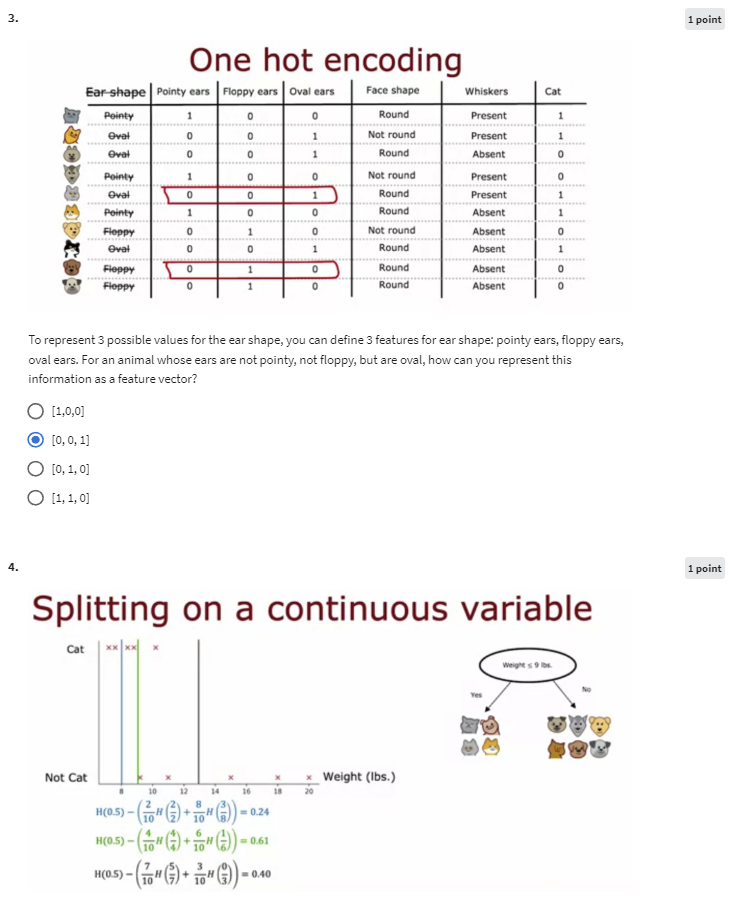 3.
1 point
One hot encoding
Ear shape Pointy ears Floppy ears Oval ears Face shape Whiskers Cat
Pointy 1 0 0 Round Present 1
Oval 0 0 1 Not round Present 1
Oval 0 0 1 Round Absent 0
Pointy 1 0 0 Not round Present 0
Oval 0 0 1 Round Present 1
Pointy 1 0 0 Round Absent 1
Floppy 0 1 0 Not round Absent 0
Oval 0 0 1 Round Absent 1
Floppy 0 1 0 Round Absent 0
Floppy 0 1 0 Round Absent 0
To represent 3 possible values for the ear shape, you can define 3 features for ear shape: pointy ears, floppy ears,
oval ears. For an animal whose ears are not pointy, not floppy, but are oval, how can you represent this
information as a feature vector?
[1,0,0]
[0, 0, 1]
[0, 1, 0]
[1, 1, 0]
4.
1 point
Splitting on a continuous variable
Cat
Weight ≤ 9 lbs.
Yes
No
Not Cat
Weight (lbs.)
8 10 12 14 16 18 20
H(0.5) – (2/10 H(2/2) + 8/10 H(3/8)) = 0.24
H(0.5) – (4/10 H(4/4) + 6/10 H(1/6)) = 0.61
H(0.5) – (7/10 H(5/7) + 3/10 H(0/3)) = 0.40